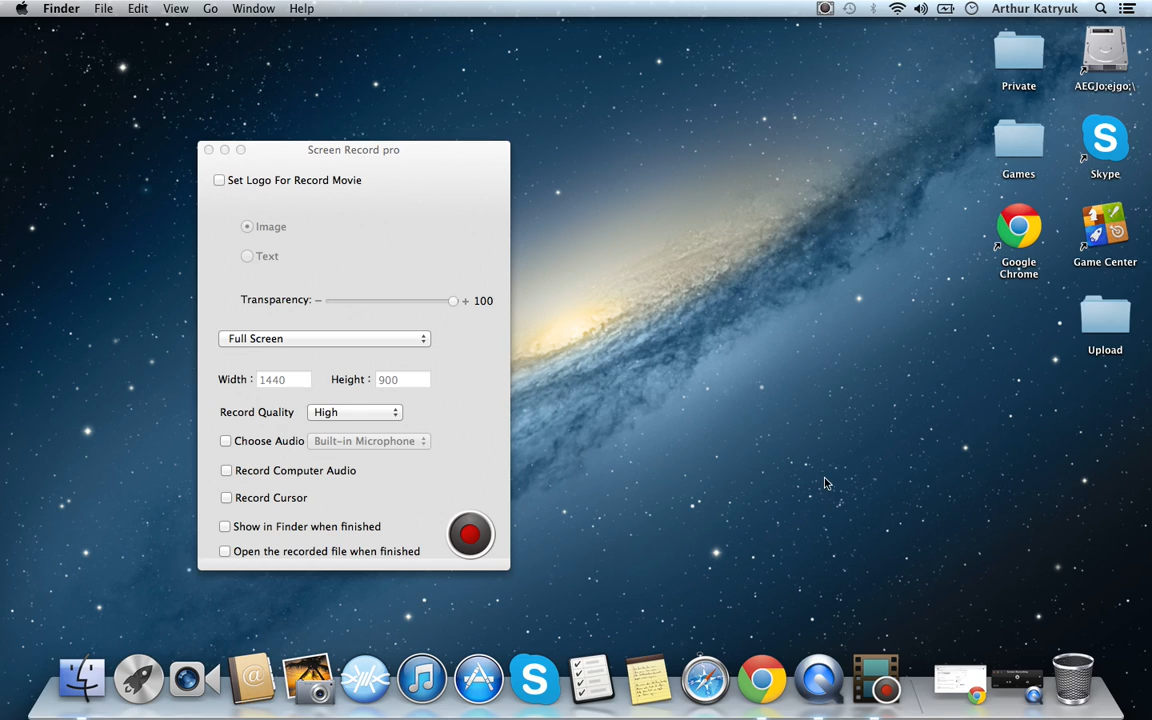 Finder File Edit View Go Window Help Arthur Katryuk
Screen Record pro
Set Logo For Record Movie
Image
Text
Transparency: − + 100
Full Screen
Width : 1440 Height : 900
Record Quality High
Choose Audio Built-in Microphone
Record Computer Audio
Record Cursor
Show in Finder when finished
Open the recorded file when finished
Private AEGJo;ejgo;\
Games Skype
Google
Chrome
Game Center
Upload